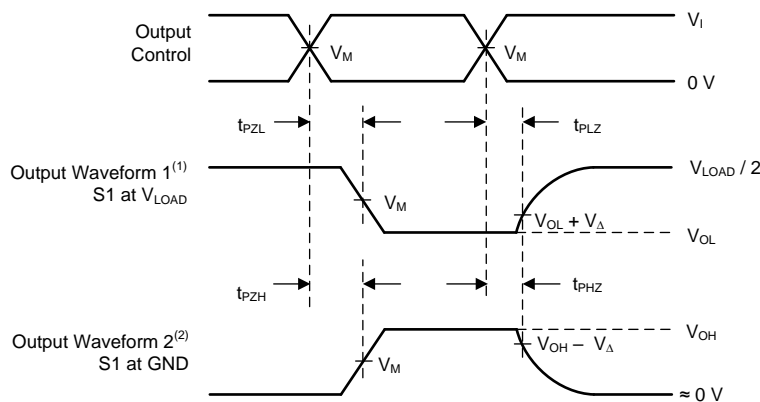 Output
Control
V_I
V_M
V_M
0 V
t_PZL
t_PLZ
Output Waveform 1(1)
S1 at V_LOAD
V_LOAD / 2
V_M
V_OL + V_Δ
V_OL
t_PZH
t_PHZ
Output Waveform 2(2)
S1 at GND
V_OH
V_OH – V_Δ
V_M
≈ 0 V